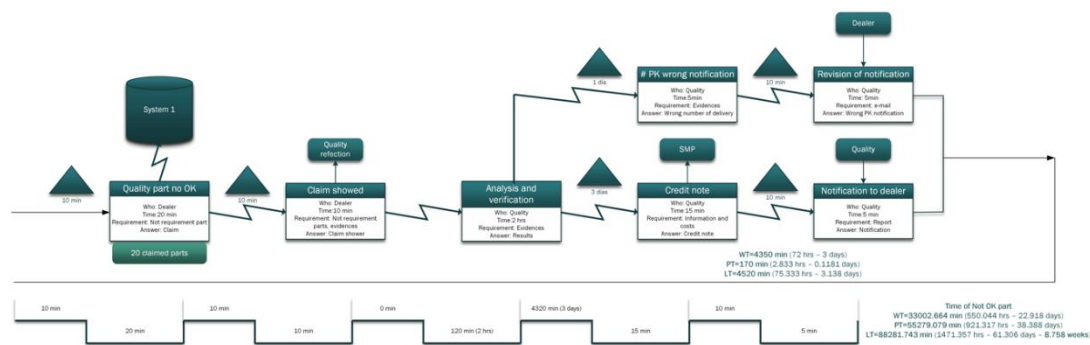 Dealer
# PK wrong notification
Who: Quality
Time:5min
Requirement: Evidences
Answer: Wrong number of delivery
1 día
10 min
Revision of notification
Who: Quality
Time: 5min
Requirement: e-mail
Answer: Wrong PK notification
System 1
10 min
Quality part no OK
Who: Dealer
Time:20 min
Requirement: Not requirement part
Answer: Claim
20 claimed parts
10 min
Quality
refection
Claim showed
Who: Dealer
Time:10 min
Requirement: Not requirement
parts, evidences
Answer: Claim shower
Analysis and
verification
Who: Quality
Time:2 hrs
Requirement: Evidences
Answer: Results
3 días
SMP
Credit note
Who: Quality
Time:15 min
Requirement: Information and
costs
Answer: Credit note
10 min
Quality
Notification to dealer
Who: Quality
Time:5 min
Requirement: Report
Answer: Notification
WT=4350 min (72 hrs – 3 days)
PT=170 min (2.833 hrs – 0.1181 days)
LT=4520 min (75.333 hrs – 3.138 days)
10 min
20 min
10 min
10 min
0 min
120 min (2 hrs)
4320 min (3 days)
15 min
10 min
5 min
Time of Not OK part
WT=33002.664 min (550.044 hrs – 22.918 days)
PT=55279.079 min (921.317 hrs – 38.388 days)
LT=88281.743 min (1471.357 hrs – 61.306 days – 8.758 weeks)